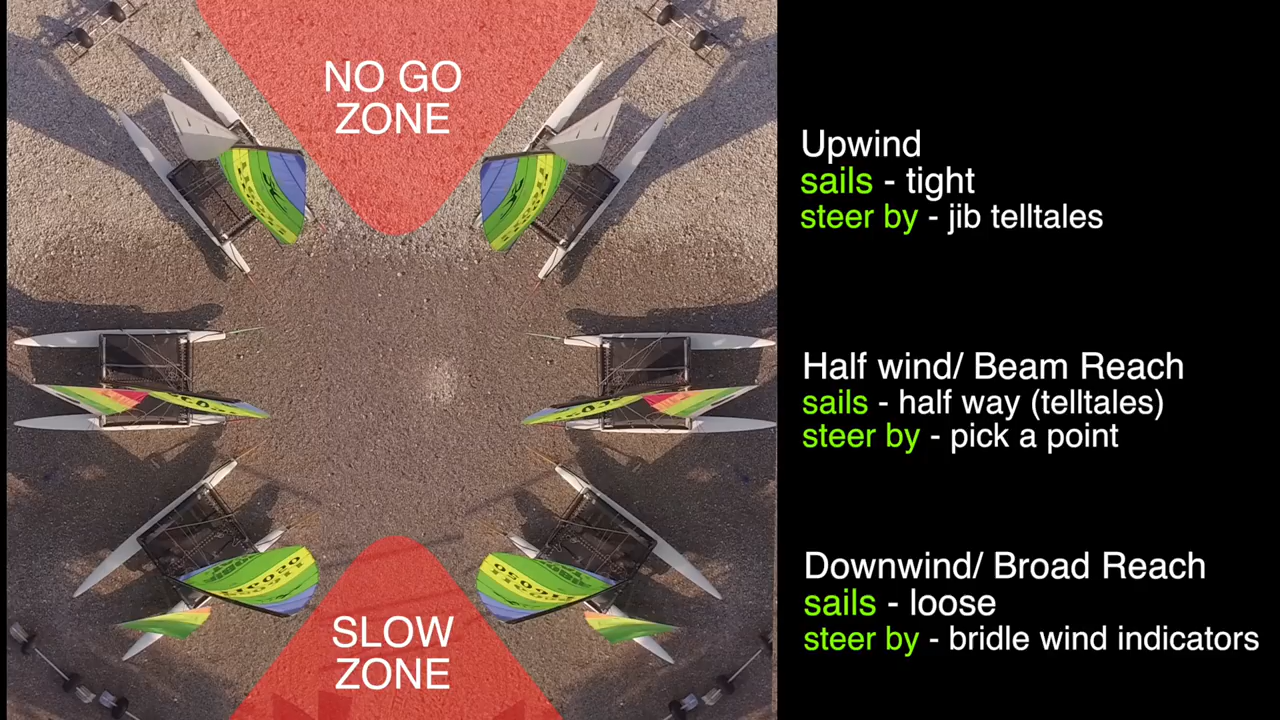 NO GO
ZONE
SLOW
ZONE
Upwind
sails - tight
steer by - jib telltales
Half wind/ Beam Reach
sails - half way (telltales)
steer by - pick a point
Downwind/ Broad Reach
sails - loose
steer by - bridle wind indicators